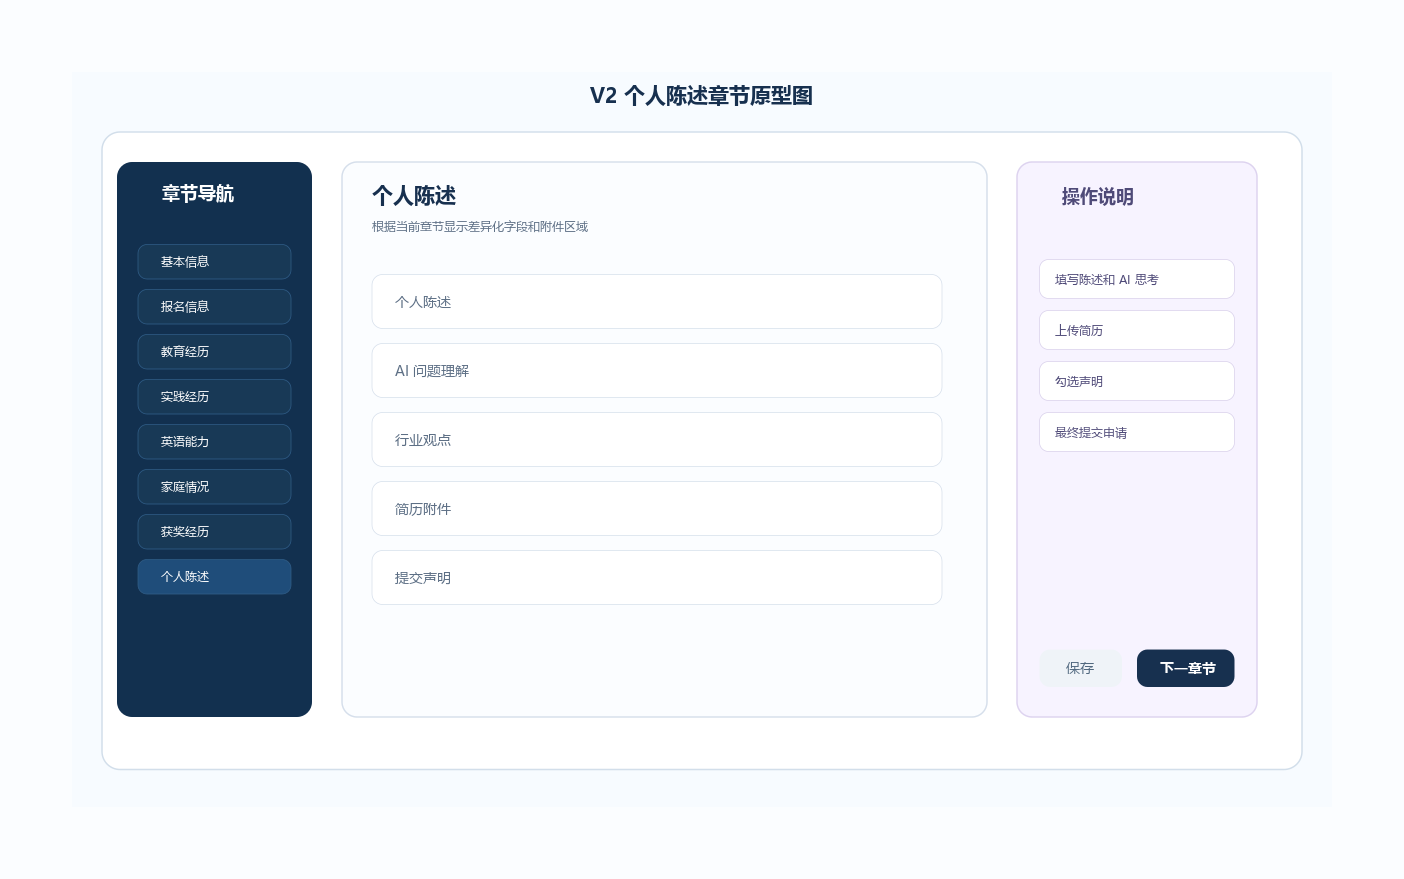 V2 个人陈述章节原型图
章节导航
基本信息
报名信息
教育经历
实践经历
英语能力
家庭情况
获奖经历
个人陈述
个人陈述
根据当前章节显示差异化字段和附件区域
个人陈述
AI 问题理解
行业观点
简历附件
提交声明
操作说明
填写陈述和 AI 思考
上传简历
勾选声明
最终提交申请
保存
下一章节